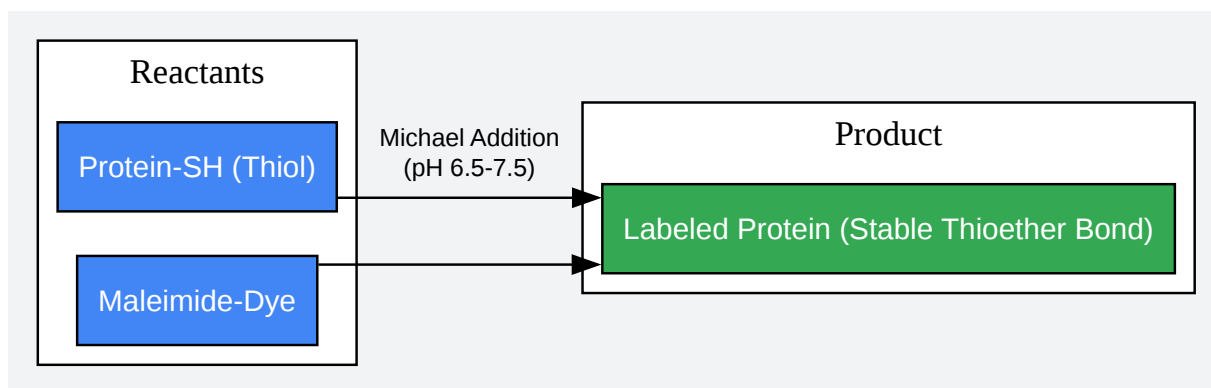 Reactants
Protein-SH (Thiol)
Maleimide-Dye
Michael Addition
(pH 6.5-7.5)
Product
Labeled Protein (Stable Thioether Bond)